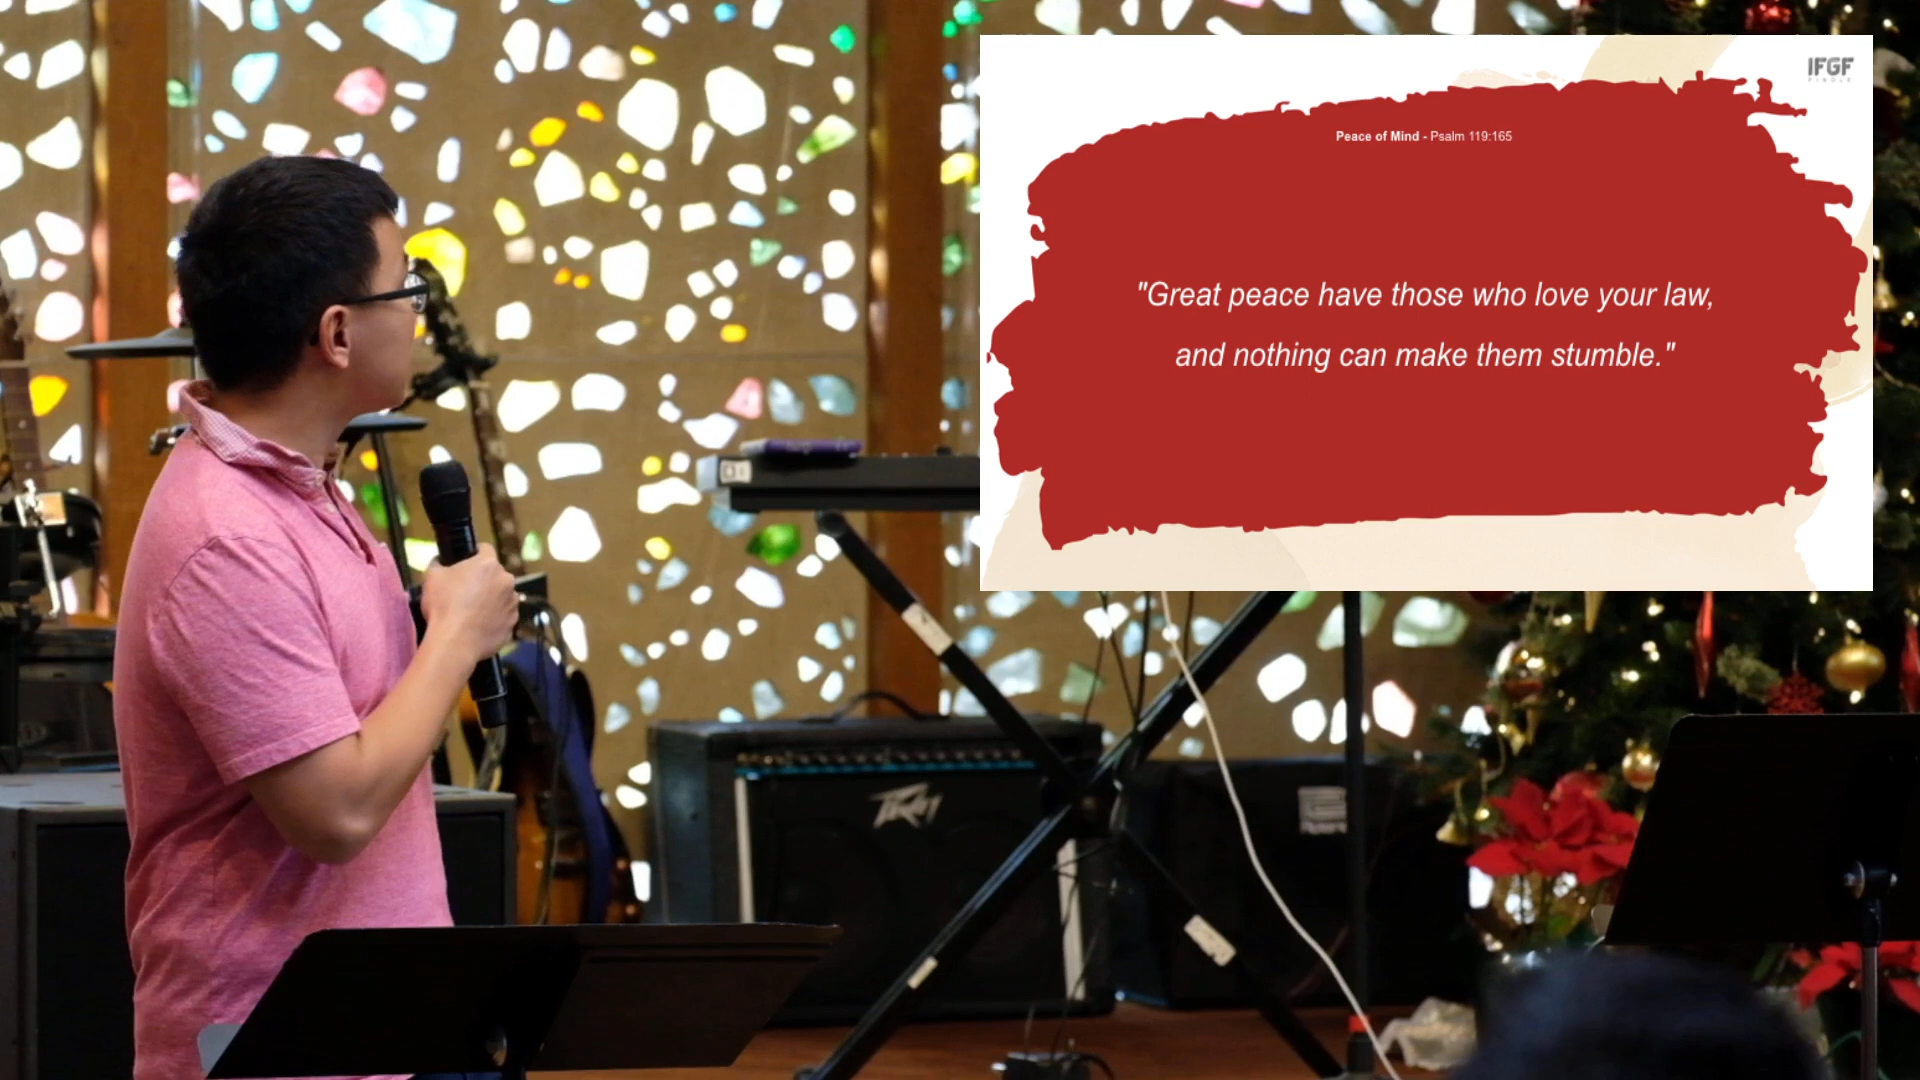 IFGF
PINOLE
Peace of Mind - Psalm 119:165
"Great peace have those who love your law,
and nothing can make them stumble."
PEAVEY